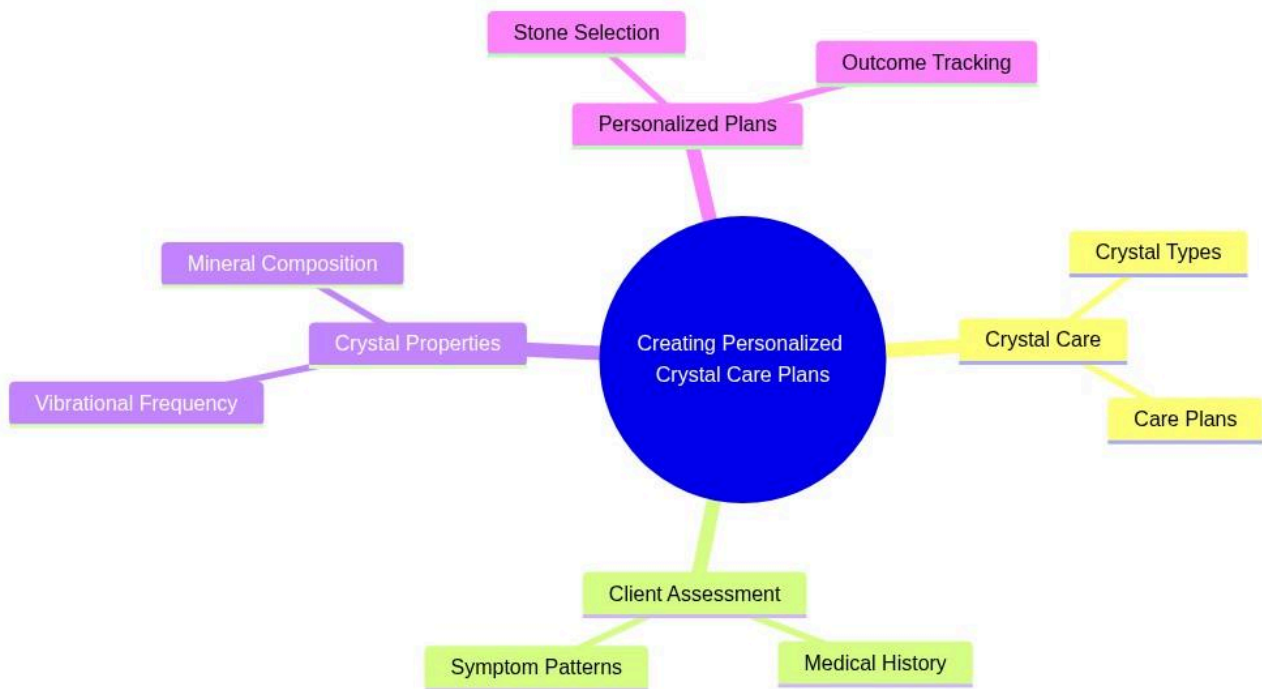 Stone Selection
Outcome Tracking
Personalized Plans
Mineral Composition
Crystal Properties
Vibrational Frequency
Creating Personalized
Crystal Care Plans
Crystal Types
Crystal Care
Care Plans
Client Assessment
Symptom Patterns
Medical History